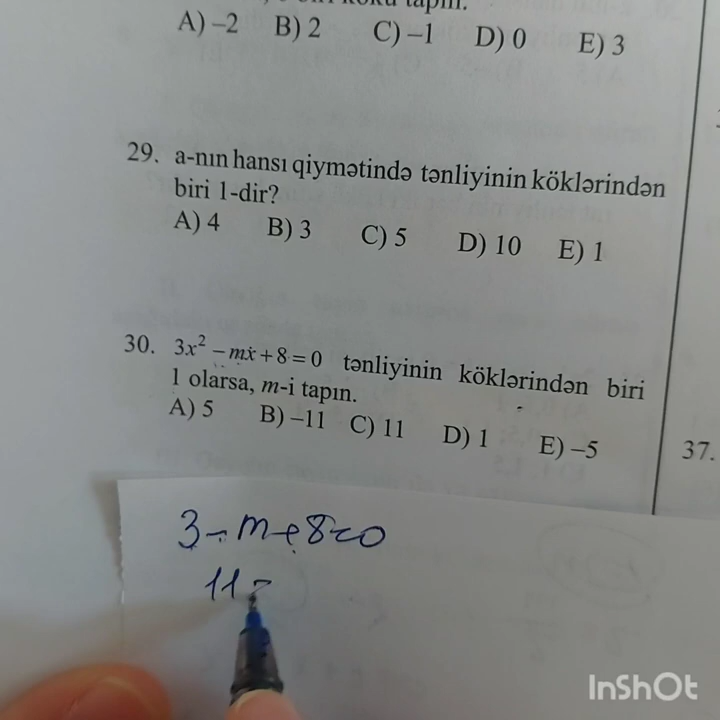 tapın.
A) –2 B) 2 C) –1 D) 0 E) 3
29. a-nın hansı qiymətində tənliyinin köklərindən
biri 1-dir?
A) 4 B) 3 C) 5 D) 10 E) 1
30. 3x² – mx + 8 = 0 tənliyinin köklərindən biri
1 olarsa, m-i tapın.
A) 5 B) –11 C) 11 D) 1 E) –5
37.
3 - m + 8 = 0
11 =
InShOt